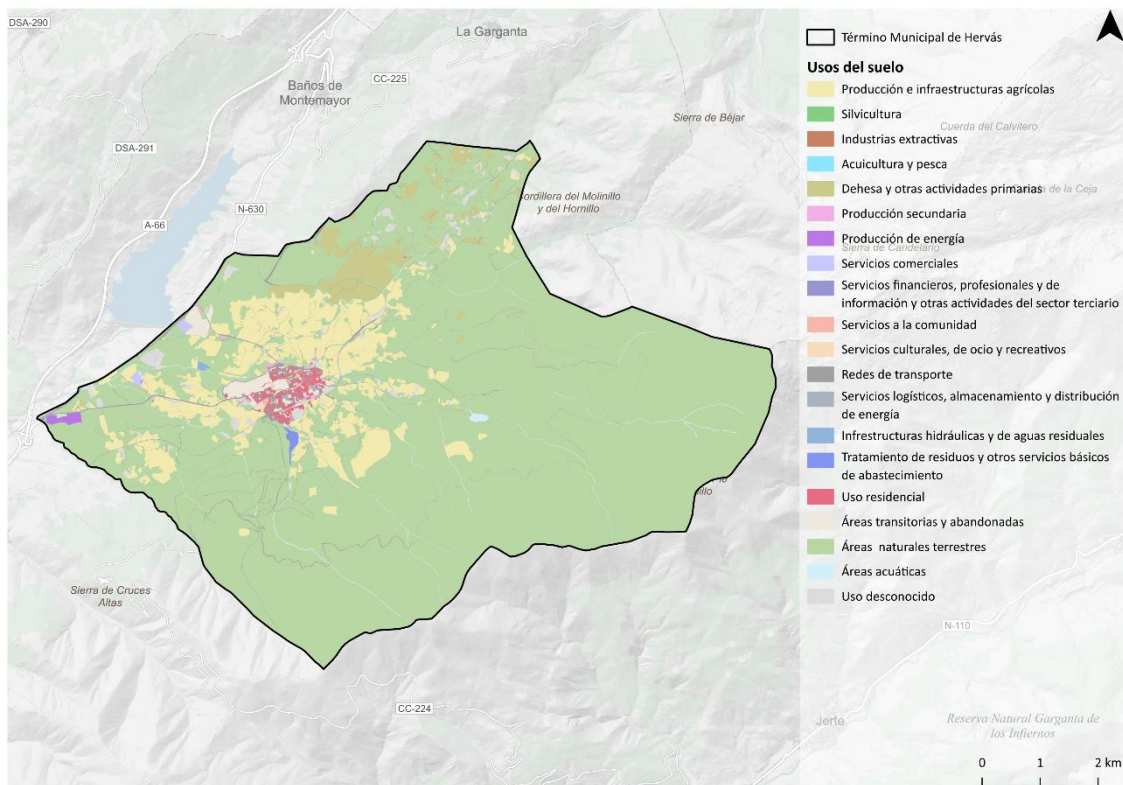 DSA-290
La Garganta
Baños de
Montemayor
CC-225
Sierra de Béjar
DSA-291
Cuerda del Calvitero
de la Ceja
N-630
A-66
ordillera del Molinillo
y del Hornillo
Sierra de Candelario
Sierra de Cruces
Altas
CC-224
N-110
Jerte
Reserva Natural Garganta de
los Infiernos
Término Municipal de Hervás
Usos del suelo
Producción e infraestructuras agrícolas
Silvicultura
Industrias extractivas
Acuicultura y pesca
Dehesa y otras actividades primarias
Producción secundaria
Producción de energía
Servicios comerciales
Servicios financieros, profesionales y de
información y otras actividades del sector terciario
Servicios a la comunidad
Servicios culturales, de ocio y recreativos
Redes de transporte
Servicios logísticos, almacenamiento y distribución
de energía
Infrestructuras hidráulicas y de aguas residuales
Tratamiento de residuos y otros servicios básicos
de abastecimiento
Uso residencial
Áreas transitorias y abandonadas
Áreas naturales terrestres
Áreas acuáticas
Uso desconocido
0 1 2 km